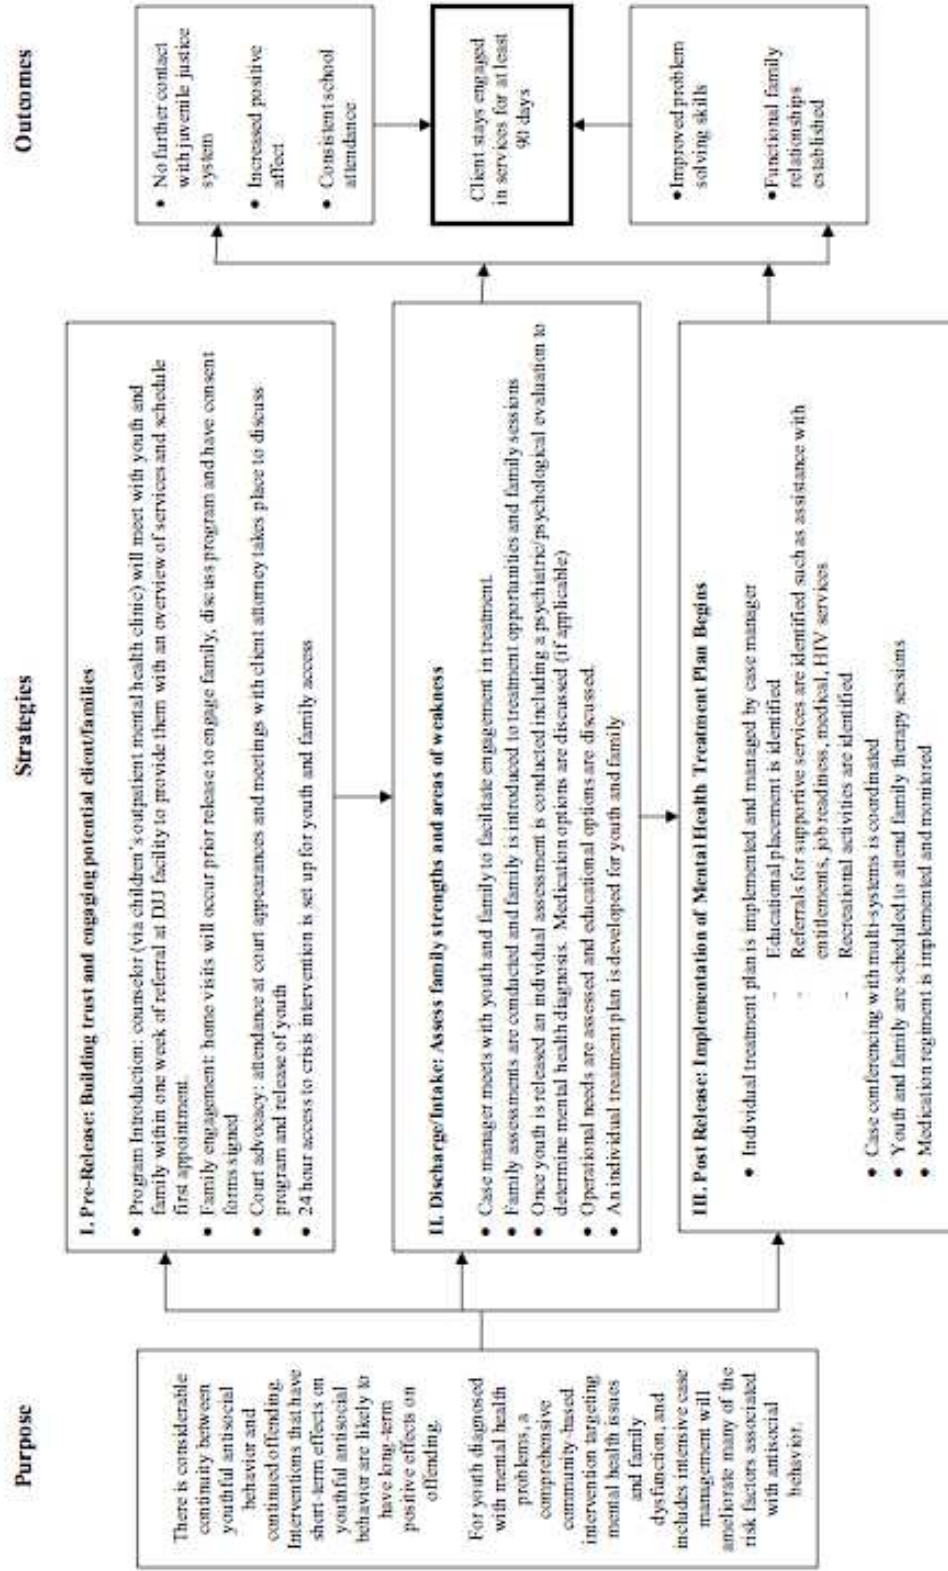 Purpose
There is considerable
continuity between
youthful antisocial
behavior and
continued offending.
Interventions that have
short-term effects on
youthful antisocial
behavior are likely to
have long-term
positive effects on
offending.
For youth diagnosed
with mental health
problems, a
comprehensive
community-based
intervention targeting
mental health issues
and family
dysfunction, and
includes intensive case
management will
ameliorate many of the
risk factors associated
with antisocial
behavior.
Strategies
I. Pre-Release: Building trust and engaging potential client/families
• Program Introduction: counselor (via children's outpatient mental health clinic) will meet with youth and
family within one week of referral at DJJ facility to provide them with an overview of services and schedule
first appointment.
• Family engagement: home visits will occur prior release to engage family, discuss program and have consent
forms signed
• Court advocacy: attendance at court appearances and meetings with client attorney takes place to discuss
program and release of youth
• 24 hour access to crisis intervention is set up for youth and family access
II. Discharge/Intake: Assess family strengths and areas of weakness
• Case manager meets with youth and family to facilitate engagement in treatment.
• Family assessments are conducted and family is introduced to treatment opportunities and family sessions
• Once youth is released an individual assessment is conducted including a psychiatric/psychological evaluation to
determine mental health diagnosis. Medication options are discussed (if applicable)
• Operational needs are assessed and educational options are discussed.
• An individual treatment plan is developed for youth and family
III. Post Release: Implementation of Mental Health Treatment Plan Begins
• Individual treatment plan is implemented and managed by case manager
- Educational placement is identified
- Referrals for supportive services are identified such as assistance with
entitlements, job readiness, medical, HIV services
- Recreational activities are identified
• Case conferencing with multi-systems is coordinated
• Youth and family are scheduled to attend family therapy sessions
• Medication regiment is implemented and monitored
Outcomes
• No further contact
with juvenile justice
system
• Increased positive
affect
• Consistent school
attendance
Client stays engaged
in services for at least
90 days
• Improved problem
solving skills
• Functional family
relationships
established